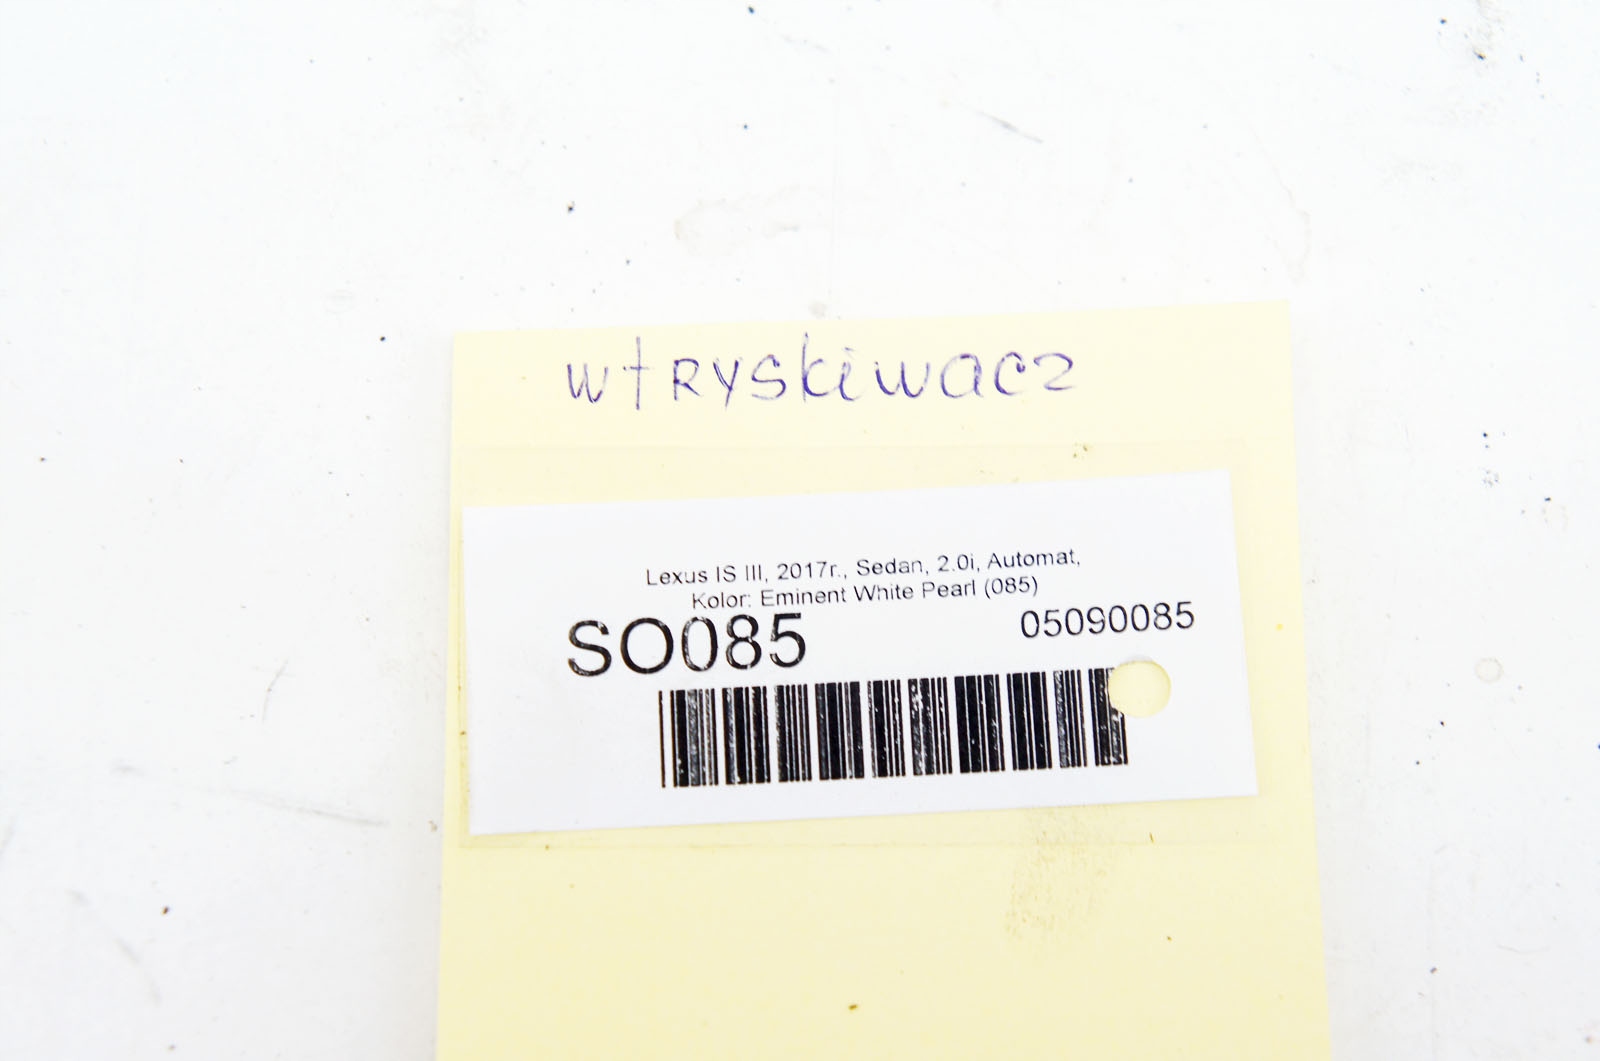 wtRyskiwacz
Lexus IS III, 2017r., Sedan, 2.0i, Automat,
Kolor: Eminent White Pearl (085)
SO085
05090085